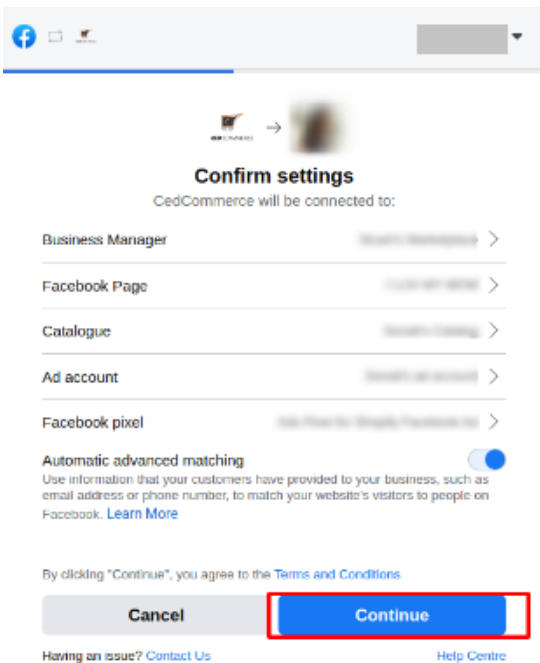 Confirm settings
CedCommerce will be connected to:
Business Manager
Facebook Page
Catalogue
Ad account
Facebook pixel
Automatic advanced matching
Use information that your customers have provided to your business, such as
email address or phone number, to match your website's visitors to people on
Facebook. Learn More
By clicking "Continue", you agree to the Terms and Conditions
Cancel Continue
Having an issue? Contact Us Help Centre